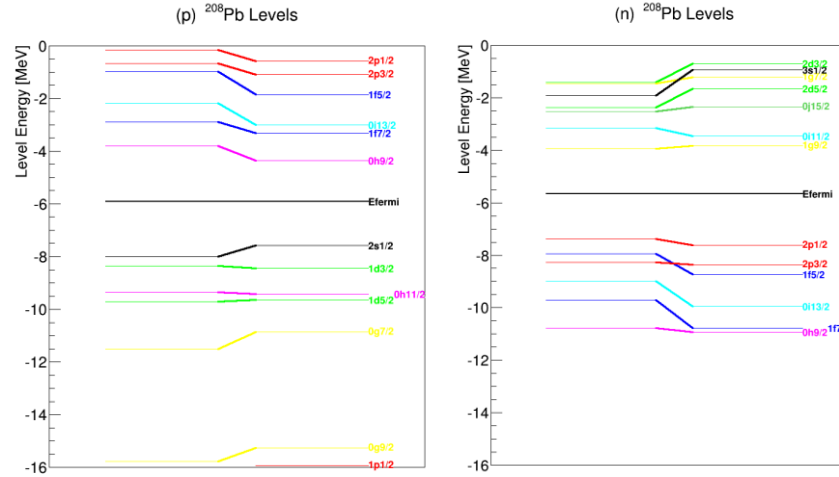 (p) ²⁰⁸Pb Levels
Level Energy [MeV]
0
-2
-4
-6
-8
-10
-12
-14
-16
2p1/2
2p3/2
1f5/2
0i13/2
1f7/2
0h9/2
Efermi
2s1/2
1d3/2
0h11/2
1d5/2
0g7/2
0g9/2
1p1/2
(n) ²⁰⁸Pb Levels
Level Energy [MeV]
0
-2
-4
-6
-8
-10
-12
-14
-16
2d3/2
3s1/2
1g7/2
2d5/2
0j15/2
0i11/2
1g9/2
Efermi
2p1/2
2p3/2
1f5/2
0i13/2
1f7
0h9/2